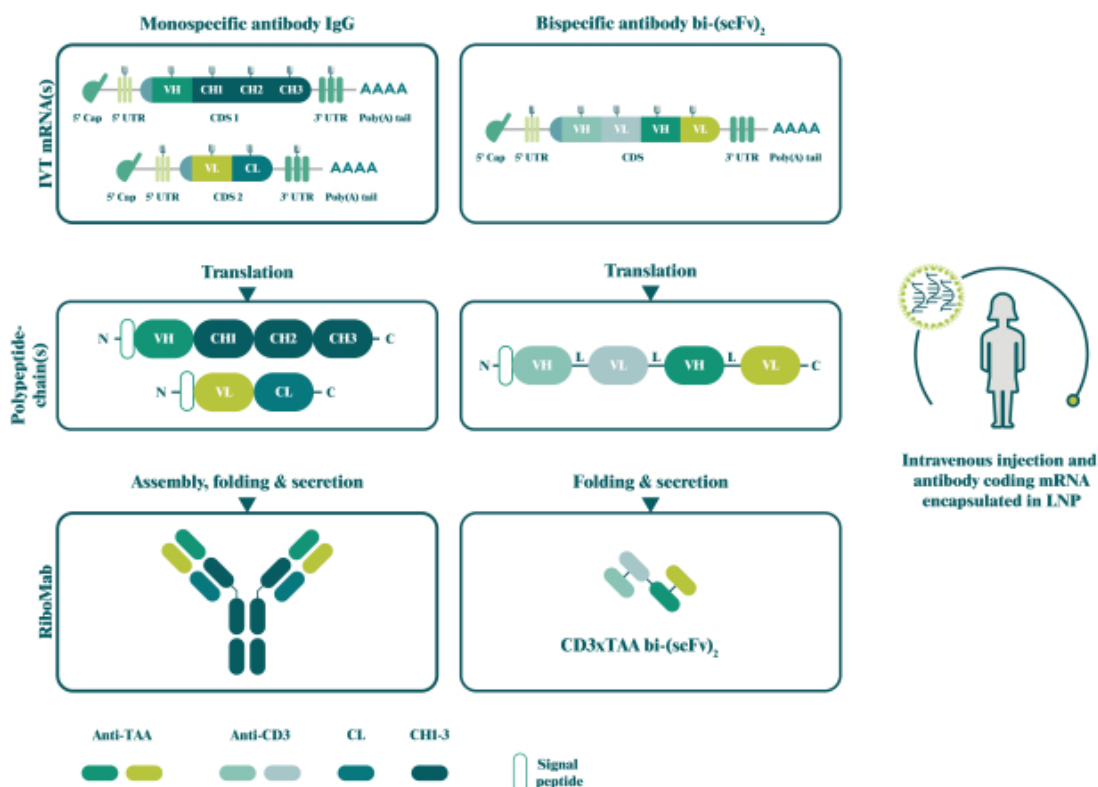 Monospecific antibody IgG
Bispecific antibody bi-(scFv)₂
IVT mRNA(s)
VH CH1 CH2 CH3 AAAA
5' Cap 5' UTR CDS 1 3' UTR Poly(A) tail
VL CL AAAA
5' Cap 5' UTR CDS 2 3' UTR Poly(A) tail
VH VL VH VL AAAA
5' Cap 5' UTR CDS 3' UTR Poly(A) tail
Translation
Translation
Polypeptide-
chain(s)
N VH CH1 CH2 CH3 C
N VL CL C
N VH L VL L VH L VL C
Intravenous injection and
antibody coding mRNA
encapsulated in LNP
Assembly, folding & secretion
Folding & secretion
RiboMab
CD3xTAA bi-(scFv)₂
Anti-TAA Anti-CD3 CL CH1-3
Signal
peptide